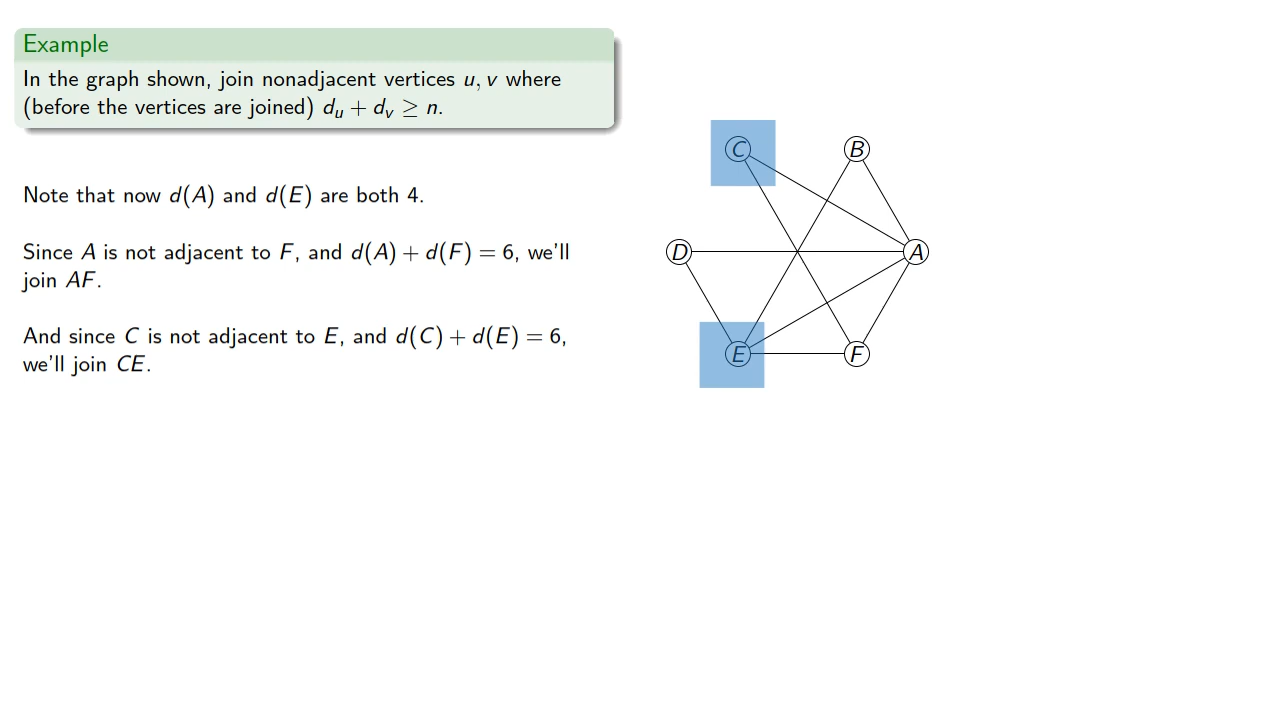 Example
In the graph shown, join nonadjacent vertices u, v where
(before the vertices are joined) dᵤ + dᵥ ≥ n.
C
B
Note that now d(A) and d(E) are both 4.
Since A is not adjacent to F, and d(A) + d(F) = 6, we'll
join AF.
D
A
And since C is not adjacent to E, and d(C) + d(E) = 6,
we'll join CE.
E
F